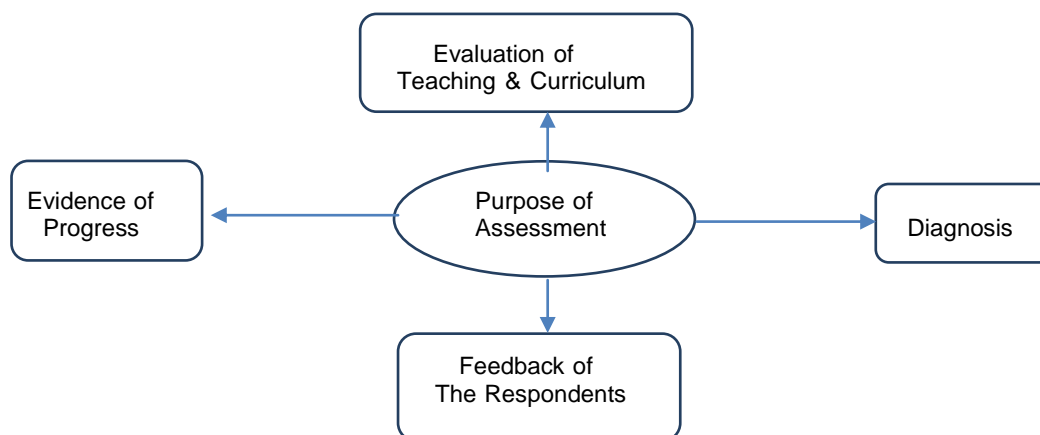 Evaluation of
Teaching & Curriculum
Evidence of
Progress
Purpose of
Assessment
Diagnosis
Feedback of
The Respondents